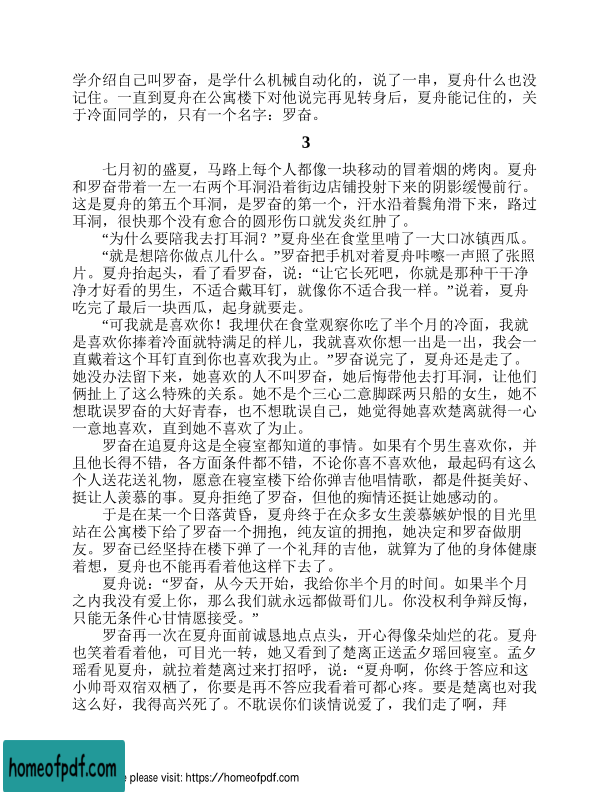 学介绍自己叫罗奋，是学什么机械自动化的，说了一串，夏舟什么也没
记住。一直到夏舟在公寓楼下对他说完再见转身后，夏舟能记住的，关
于冷面同学的，只有一个名字：罗奋。
3
七月初的盛夏，马路上每个人都像一块移动的冒着烟的烤肉。夏舟
和罗奋带着一左一右两个耳洞沿着街边店铺投射下来的阴影缓慢前行。
这是夏舟的第五个耳洞，是罗奋的第一个，汗水沿着鬓角滑下来，路过
耳洞，很快那个没有愈合的圆形伤口就发炎红肿了。
“为什么要陪我去打耳洞？”夏舟坐在食堂里啃了一大口冰镇西瓜。
“就是想陪你做点儿什么。”罗奋把手机对着夏舟咔嚓一声照了张照
片。夏舟抬起头，看了看罗奋，说：“让它长死吧，你就是那种干干净
净才好看的男生，不适合戴耳钉，就像你不适合我一样。”说着，夏舟
吃完了最后一块西瓜，起身就要走。
“可我就是喜欢你！我埋伏在食堂观察你吃了半个月的冷面，我就
是喜欢你捧着冷面就特满足的样儿，我就喜欢你想一出是一出，我会一
直戴着这个耳钉直到你也喜欢我为止。”罗奋说完了，夏舟还是走了。
她没办法留下来，她喜欢的人不叫罗奋，她后悔带他去打耳洞，让他们
俩扯上了这么特殊的关系。她不是个三心二意脚踩两只船的女生，她不
想耽误罗奋的大好青春，也不想耽误自己，她觉得她喜欢楚离就得一心
一意地喜欢，直到她不喜欢了为止。
罗奋在追夏舟这是全寝室都知道的事情。如果有个男生喜欢你，并
且他长得不错，各方面条件都不错，不论你喜不喜欢他，最起码有这么
个人送花送礼物，愿意在寝室楼下给你弹吉他唱情歌，都是件挺美好、
挺让人羡慕的事。夏舟拒绝了罗奋，但他的痴情还挺让她感动的。
于是在某一个日落黄昏，夏舟终于在众多女生羡慕嫉妒恨的目光里
站在公寓楼下给了罗奋一个拥抱，纯友谊的拥抱，她决定和罗奋做朋
友。罗奋已经坚持在楼下弹了一个礼拜的吉他，就算为了他的身体健康
着想，夏舟也不能再看着他这样下去了。
夏舟说：“罗奋，从今天开始，我给你半个月的时间。如果半个月
之内我没有爱上你，那么我们就永远都做哥们儿。你没权利争辩反悔，
只能无条件心甘情愿接受。”
罗奋再一次在夏舟面前诚恳地点点头，开心得像朵灿烂的花。夏舟
也笑着看着他，可目光一转，她又看到了楚离正送孟夕瑶回寝室。孟夕
瑶看见夏舟，就拉着楚离过来打招呼，说：“夏舟啊，你终于答应和这
小帅哥双宿双栖了，你要是再不答应我看着可都心疼。要是楚离也对我
这么好，我得高兴死了。不耽误你们谈情说爱了，我们走了啊，拜
homeofpdf.com
e please visit: https://homeofpdf.com